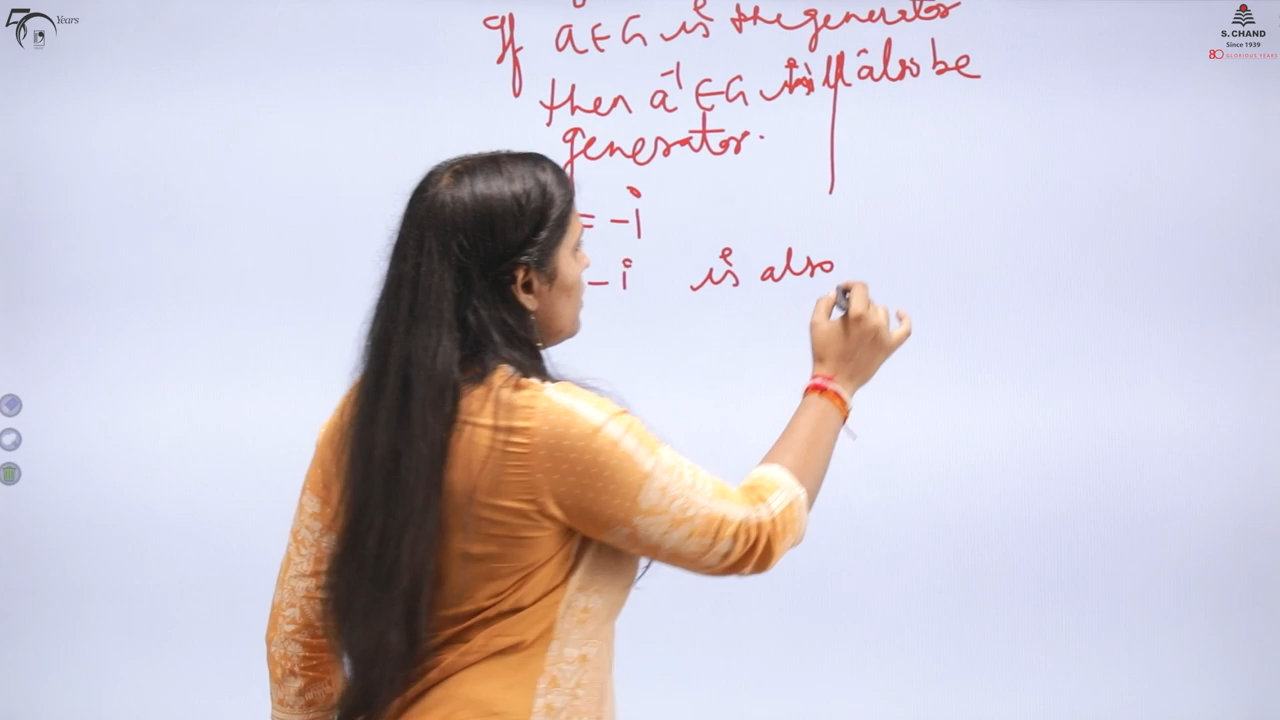 If a ∈ G is the generator
then a⁻¹ ∈ G will also be
generator.
= -i
-i is also
Years
S. CHAND
Since 1939
80 GLORIOUS YEARS